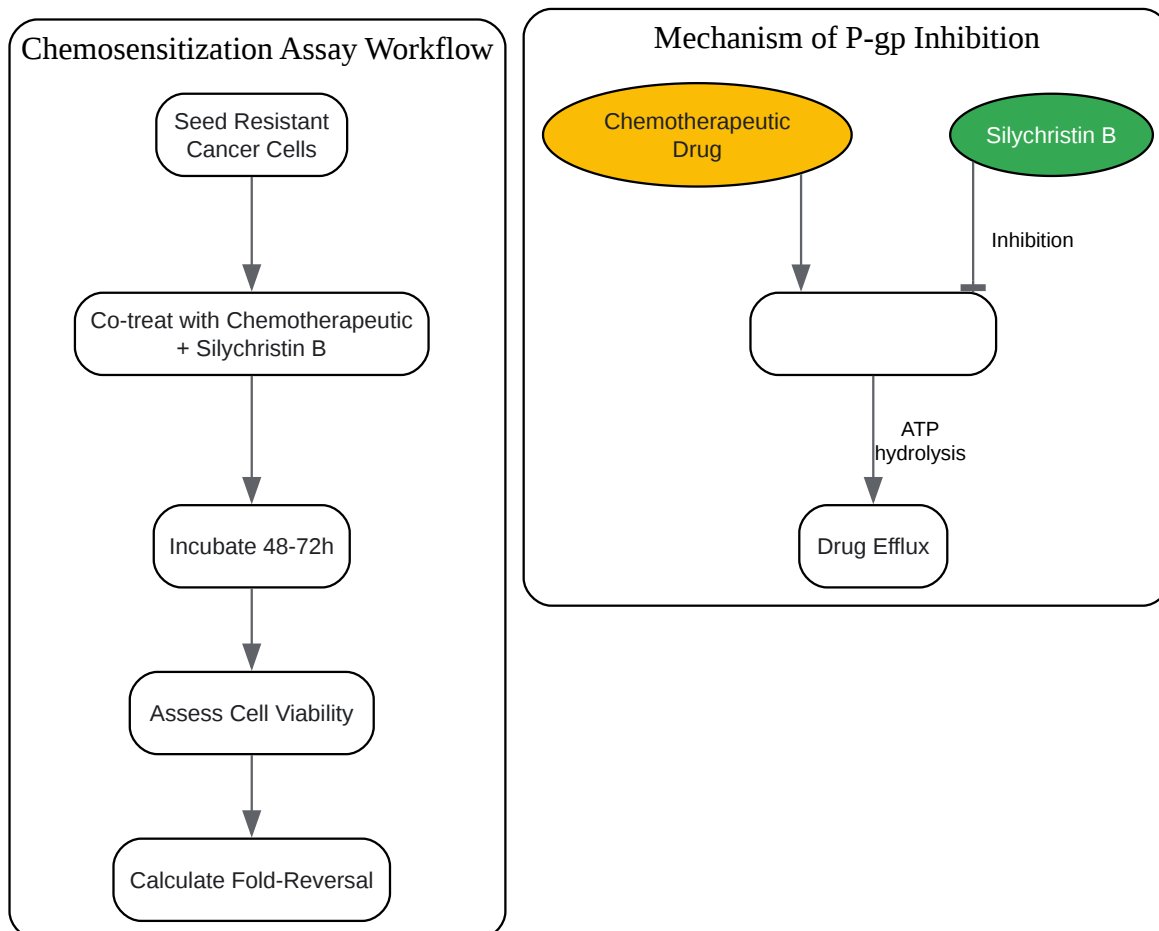 Chemosensitization Assay Workflow
Seed Resistant
Cancer Cells
Co-treat with Chemotherapeutic
+ Silychristin B
Incubate 48-72h
Assess Cell Viability
Calculate Fold-Reversal
Mechanism of P-gp Inhibition
Chemotherapeutic
Drug
Silychristin B
Inhibition
ATP
hydrolysis
Drug Efflux